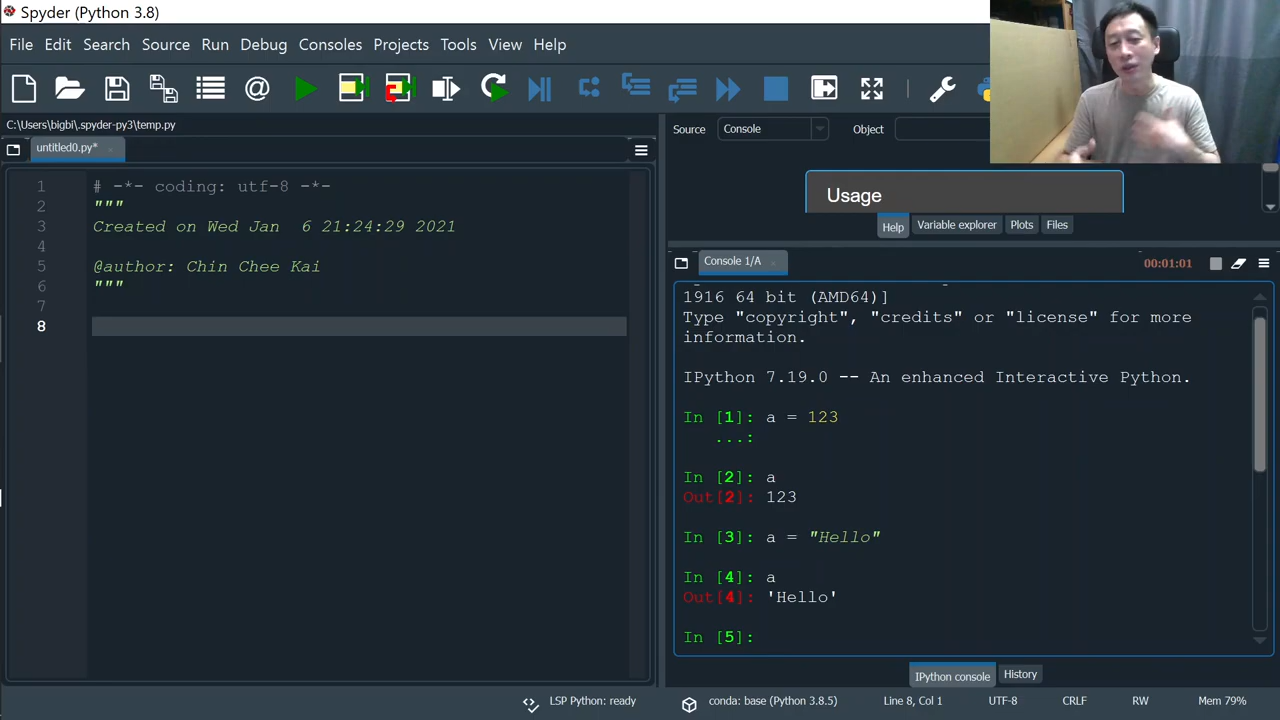 Spyder (Python 3.8)
File Edit Search Source Run Debug Consoles Projects Tools View Help
C:\Users\bigbi\.spyder-py3\temp.py
untitled0.py*
1 # -*- coding: utf-8 -*-
2 """
3 Created on Wed Jan  6 21:24:29 2021
4
5 @author: Chin Chee Kai
6 """
7
8
Source Console Object
Usage
Help Variable explorer Plots Files
Console 1/A 00:01:01
1916 64 bit (AMD64)]
Type "copyright", "credits" or "license" for more
information.
IPython 7.19.0 -- An enhanced Interactive Python.
In [1]: a = 123
...:
In [2]: a
Out[2]: 123
In [3]: a = "Hello"
In [4]: a
Out[4]: 'Hello'
In [5]:
IPython console History
LSP Python: ready conda: base (Python 3.8.5) Line 8, Col 1 UTF-8 CRLF RW Mem 79%